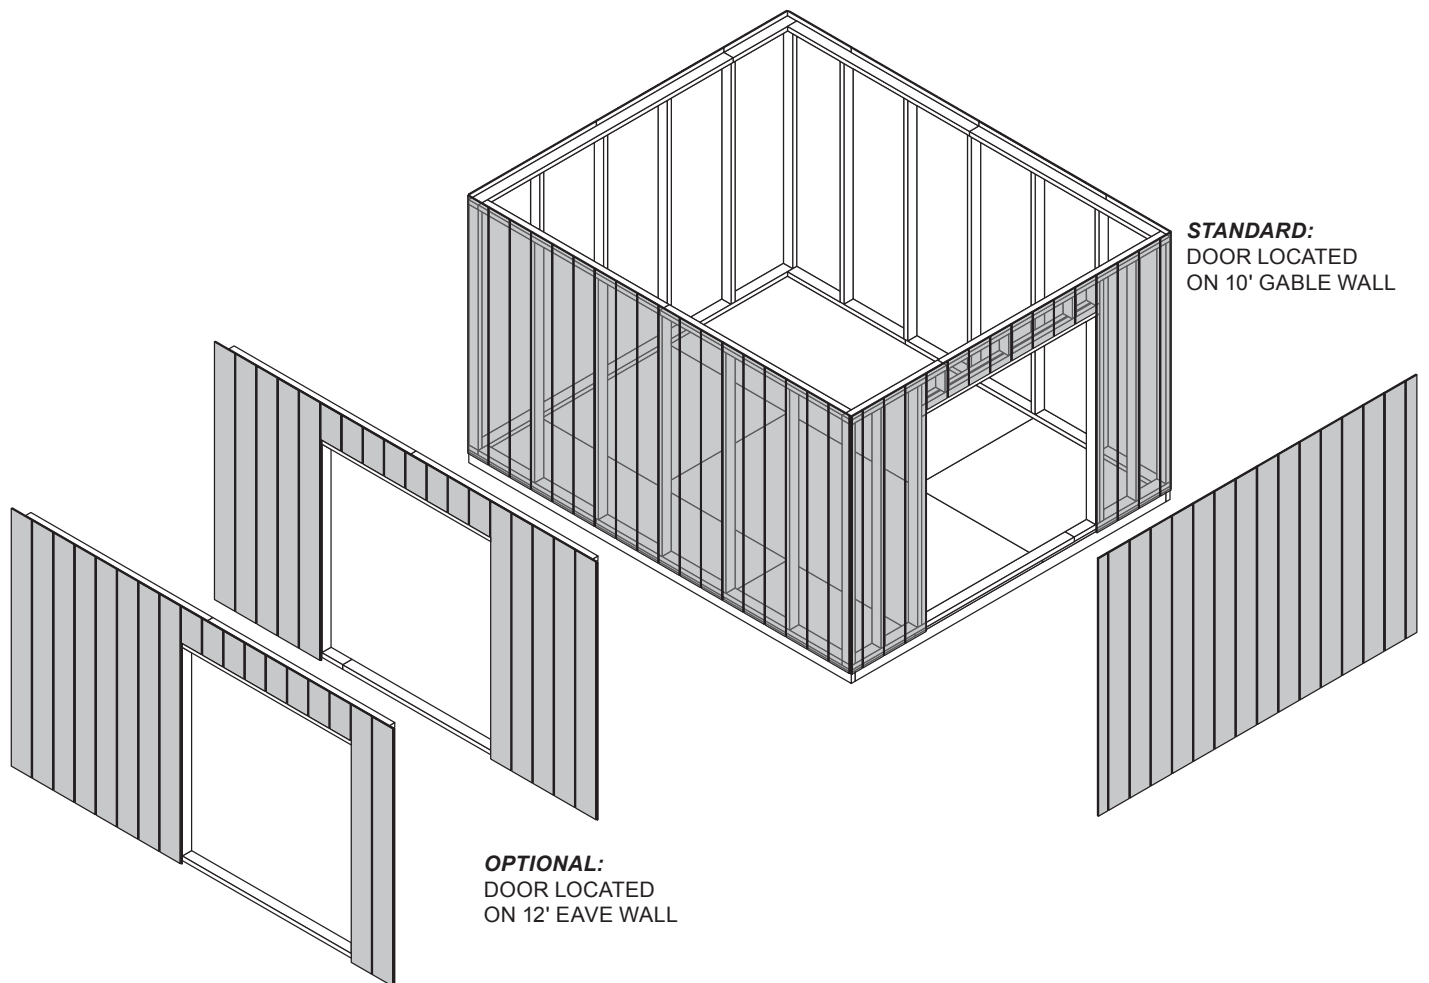 STANDARD:
DOOR LOCATED
ON 10' GABLE WALL
OPTIONAL:
DOOR LOCATED
ON 12' EAVE WALL